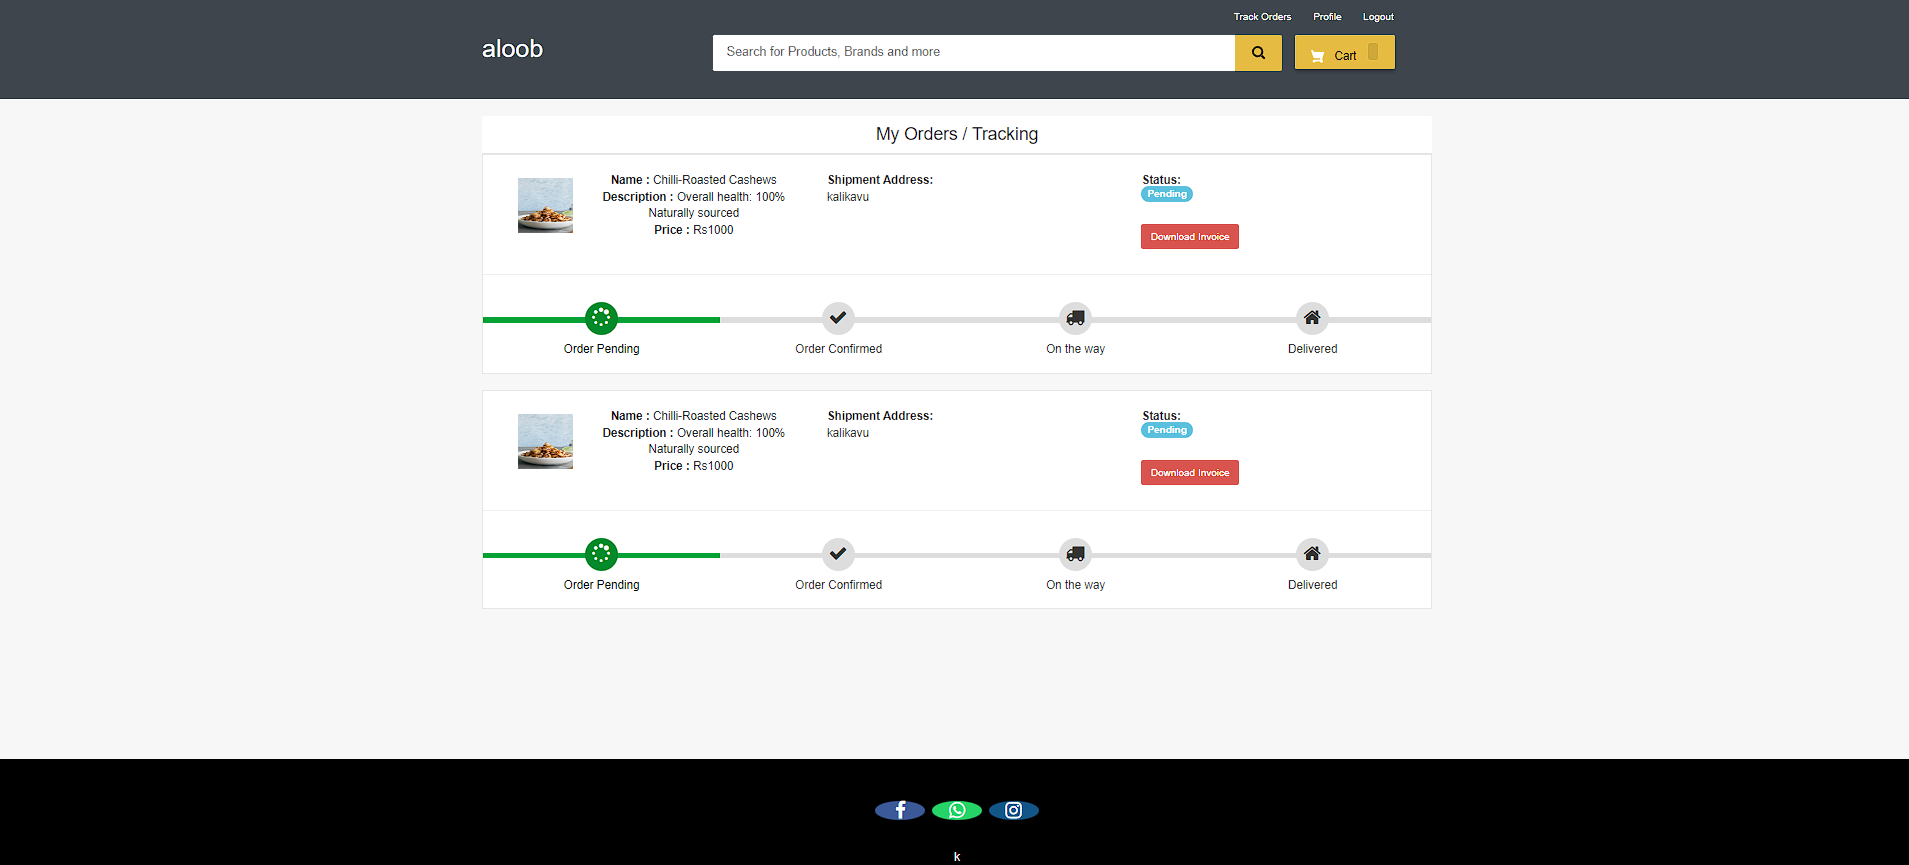 Track Orders Profile Logout
aloob
Search for Products, Brands and more
Cart
My Orders / Tracking
Name : Chilli-Roasted Cashews
Description : Overall health: 100%
Naturally sourced
Price : Rs1000
Shipment Address:
kalikavu
Status:
Pending
Download Invoice
Order Pending
Order Confirmed
On the way
Delivered
Name : Chilli-Roasted Cashews
Description : Overall health: 100%
Naturally sourced
Price : Rs1000
Shipment Address:
kalikavu
Status:
Pending
Download Invoice
Order Pending
Order Confirmed
On the way
Delivered
k